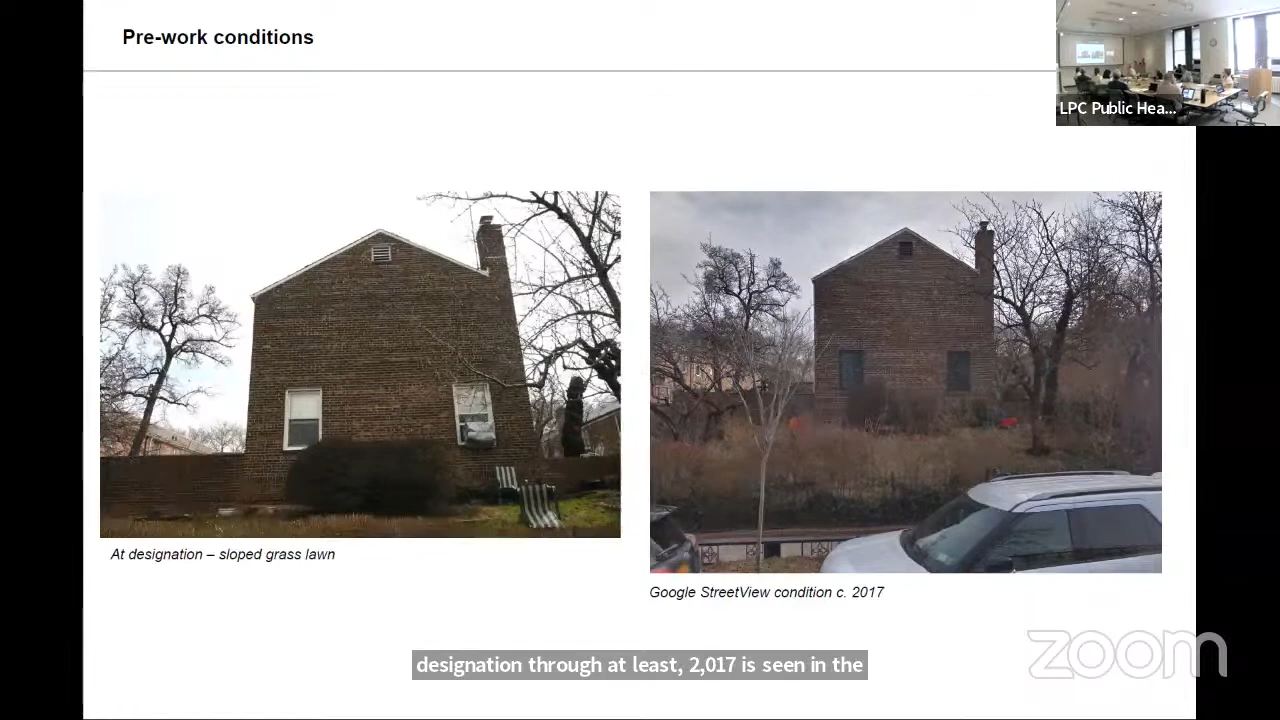 Pre-work conditions
LPC Public Hea...
At designation – sloped grass lawn
Google StreetView condition c. 2017
zoom
designation through at least, 2,017 is seen in the